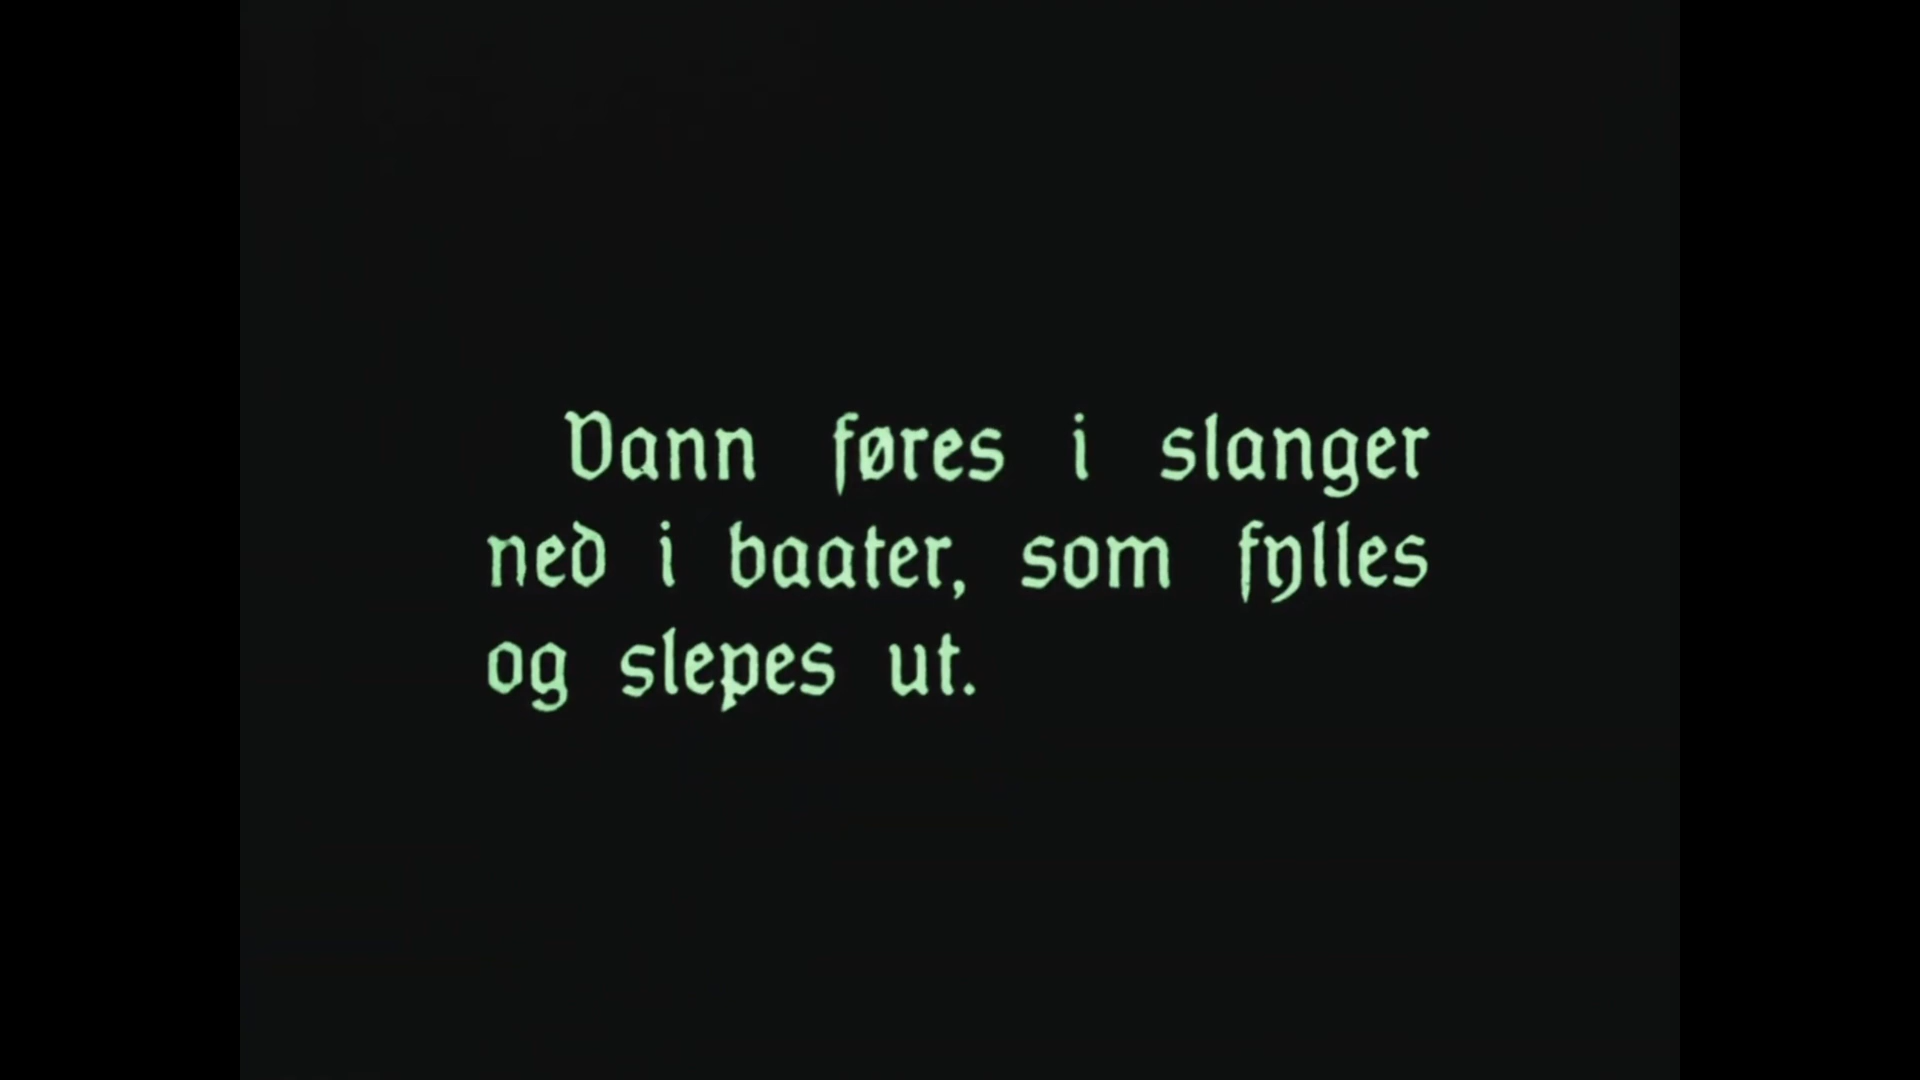 Vann føres i slanger
ned i baater, som fylles
og slepes ut.